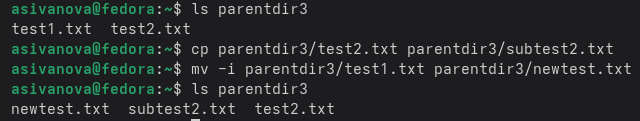 asivanova@fedora:~$ ls parentdir3
test1.txt  test2.txt
asivanova@fedora:~$ cp parentdir3/test2.txt parentdir3/subtest2.txt
asivanova@fedora:~$ mv -i parentdir3/test1.txt parentdir3/newtest.txt
asivanova@fedora:~$ ls parentdir3
newtest.txt  subtest2.txt  test2.txt